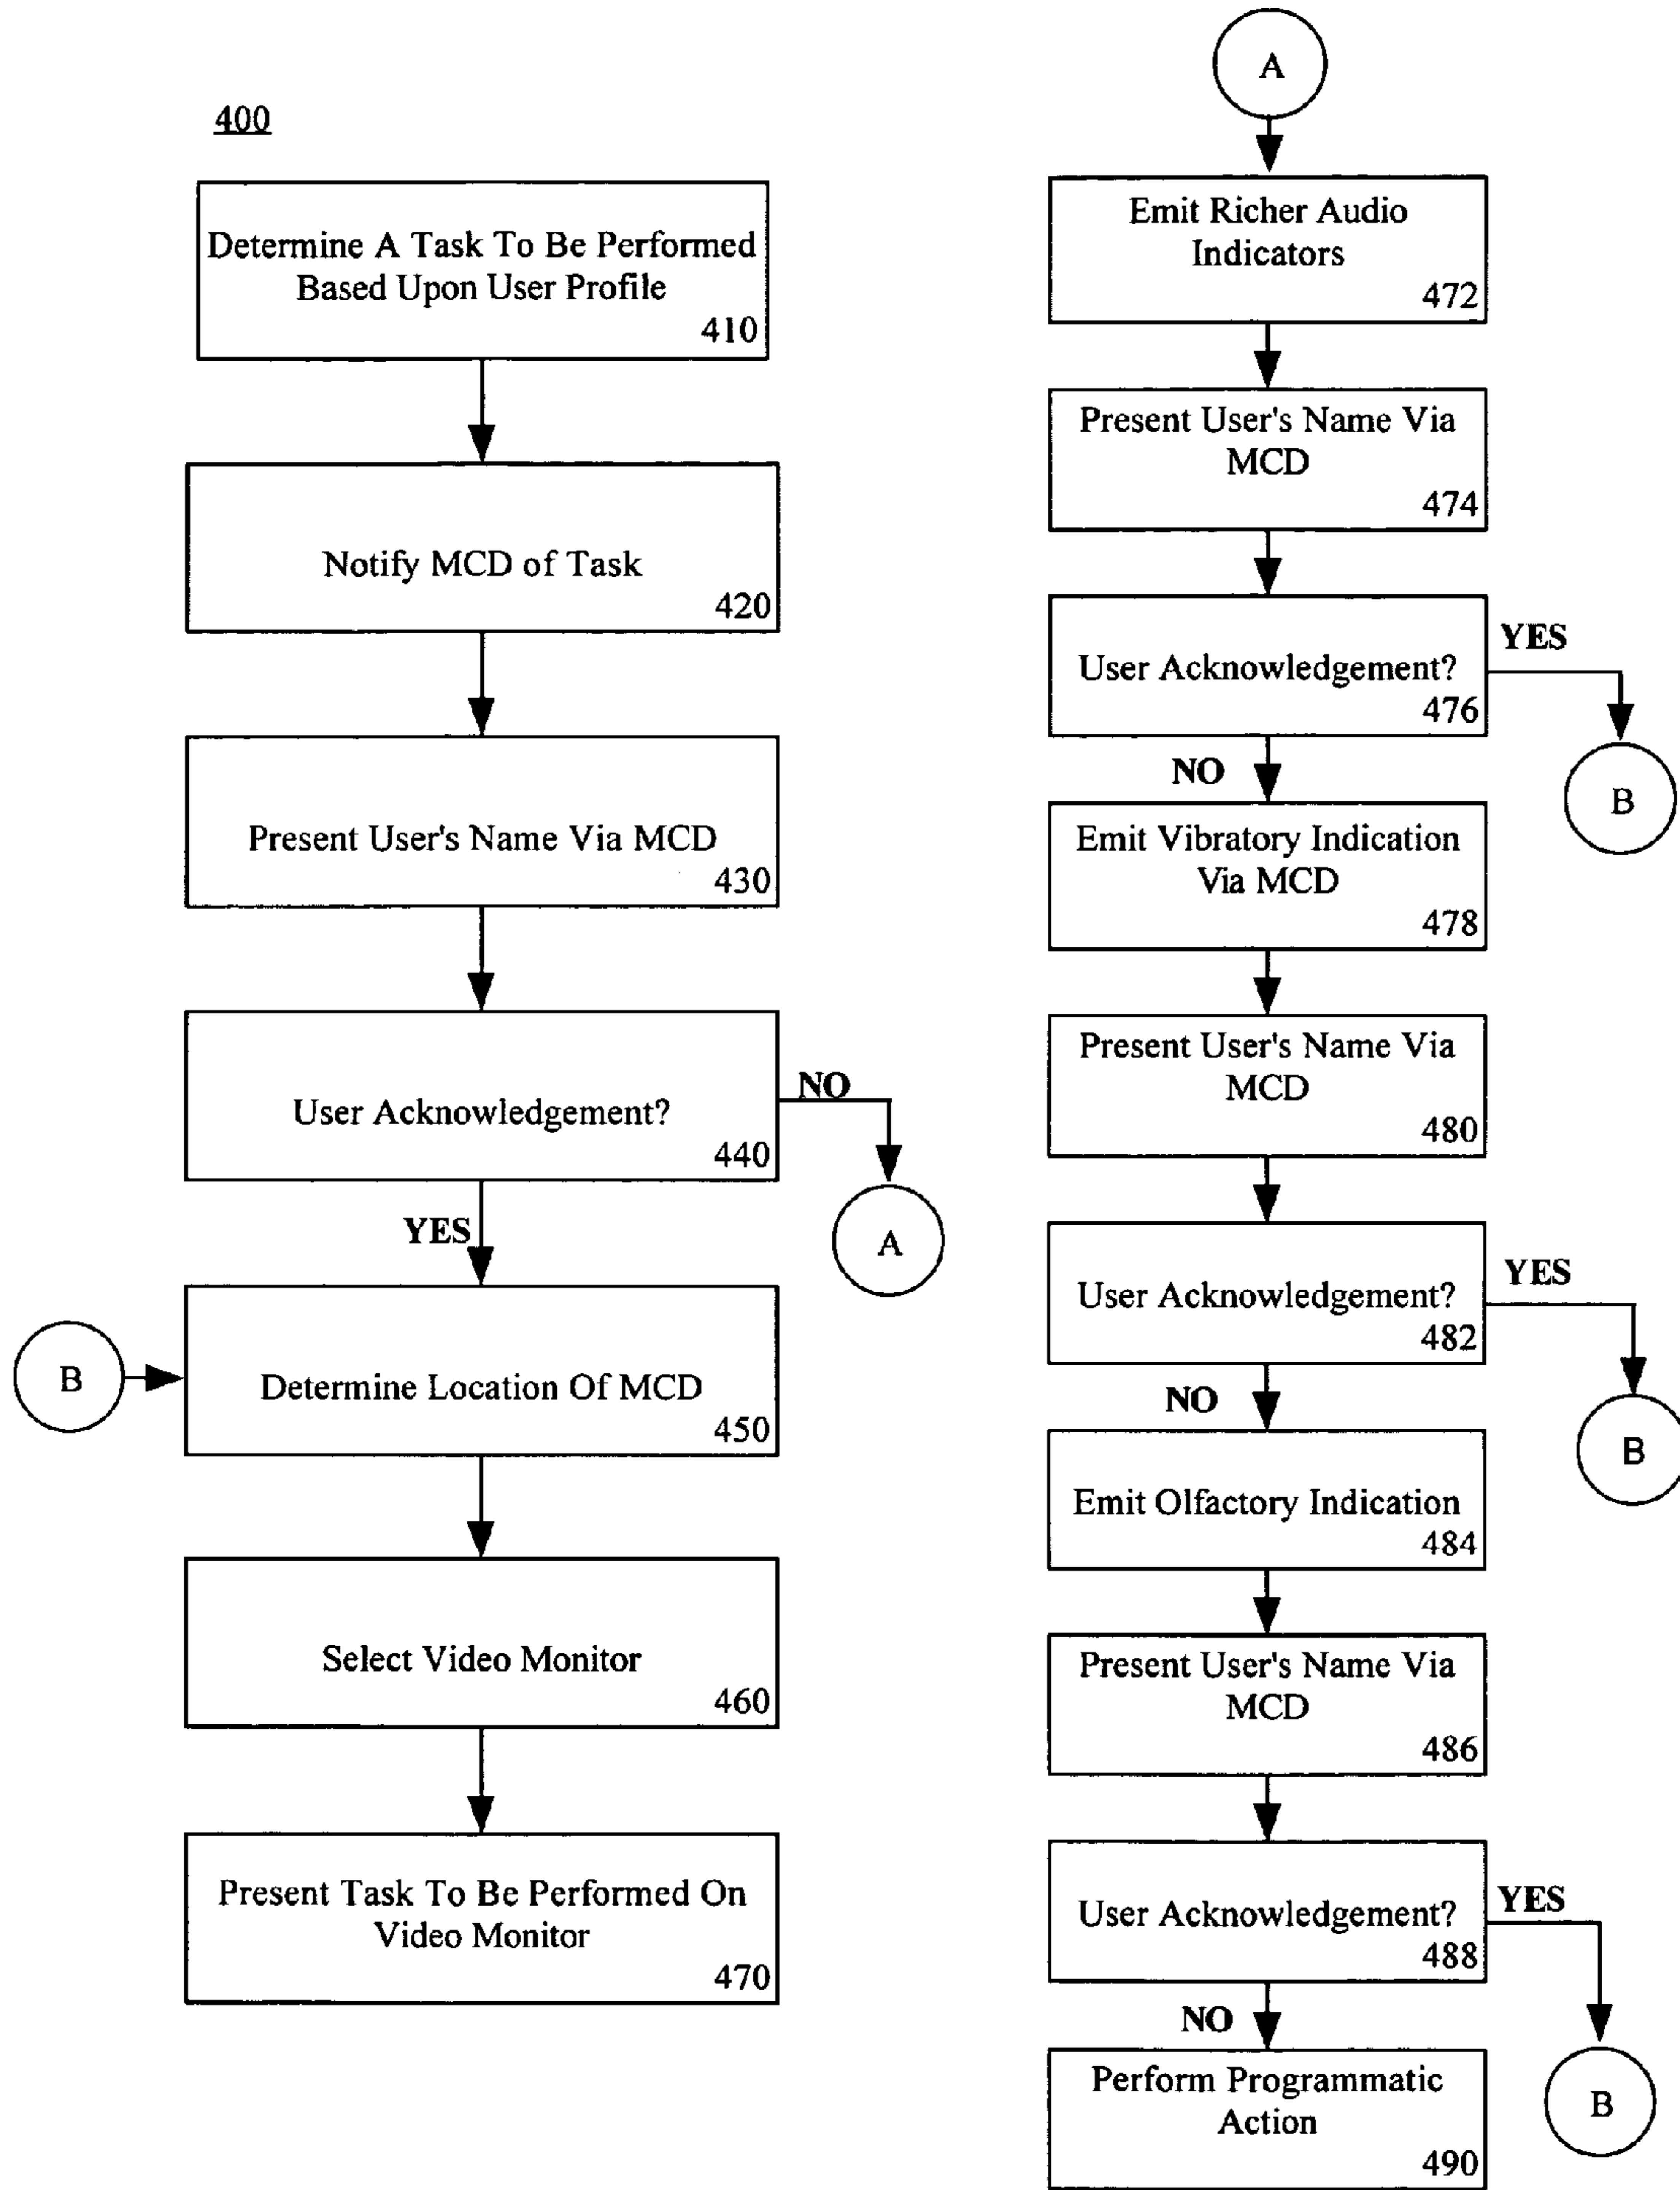 400
Determine A Task To Be Performed
Based Upon User Profile
410
Notify MCD of Task
420
Present User's Name Via MCD
430
User Acknowledgement?
440
NO
A
YES
B
Determine Location Of MCD
450
Select Video Monitor
460
Present Task To Be Performed On
Video Monitor
470
A
Emit Richer Audio
Indicators
472
Present User's Name Via
MCD
474
User Acknowledgement?
476
YES
B
NO
Emit Vibratory Indication
Via MCD
478
Present User's Name Via
MCD
480
User Acknowledgement?
482
YES
B
NO
Emit Olfactory Indication
484
Present User's Name Via
MCD
486
User Acknowledgement?
488
YES
B
NO
Perform Programmatic
Action
490